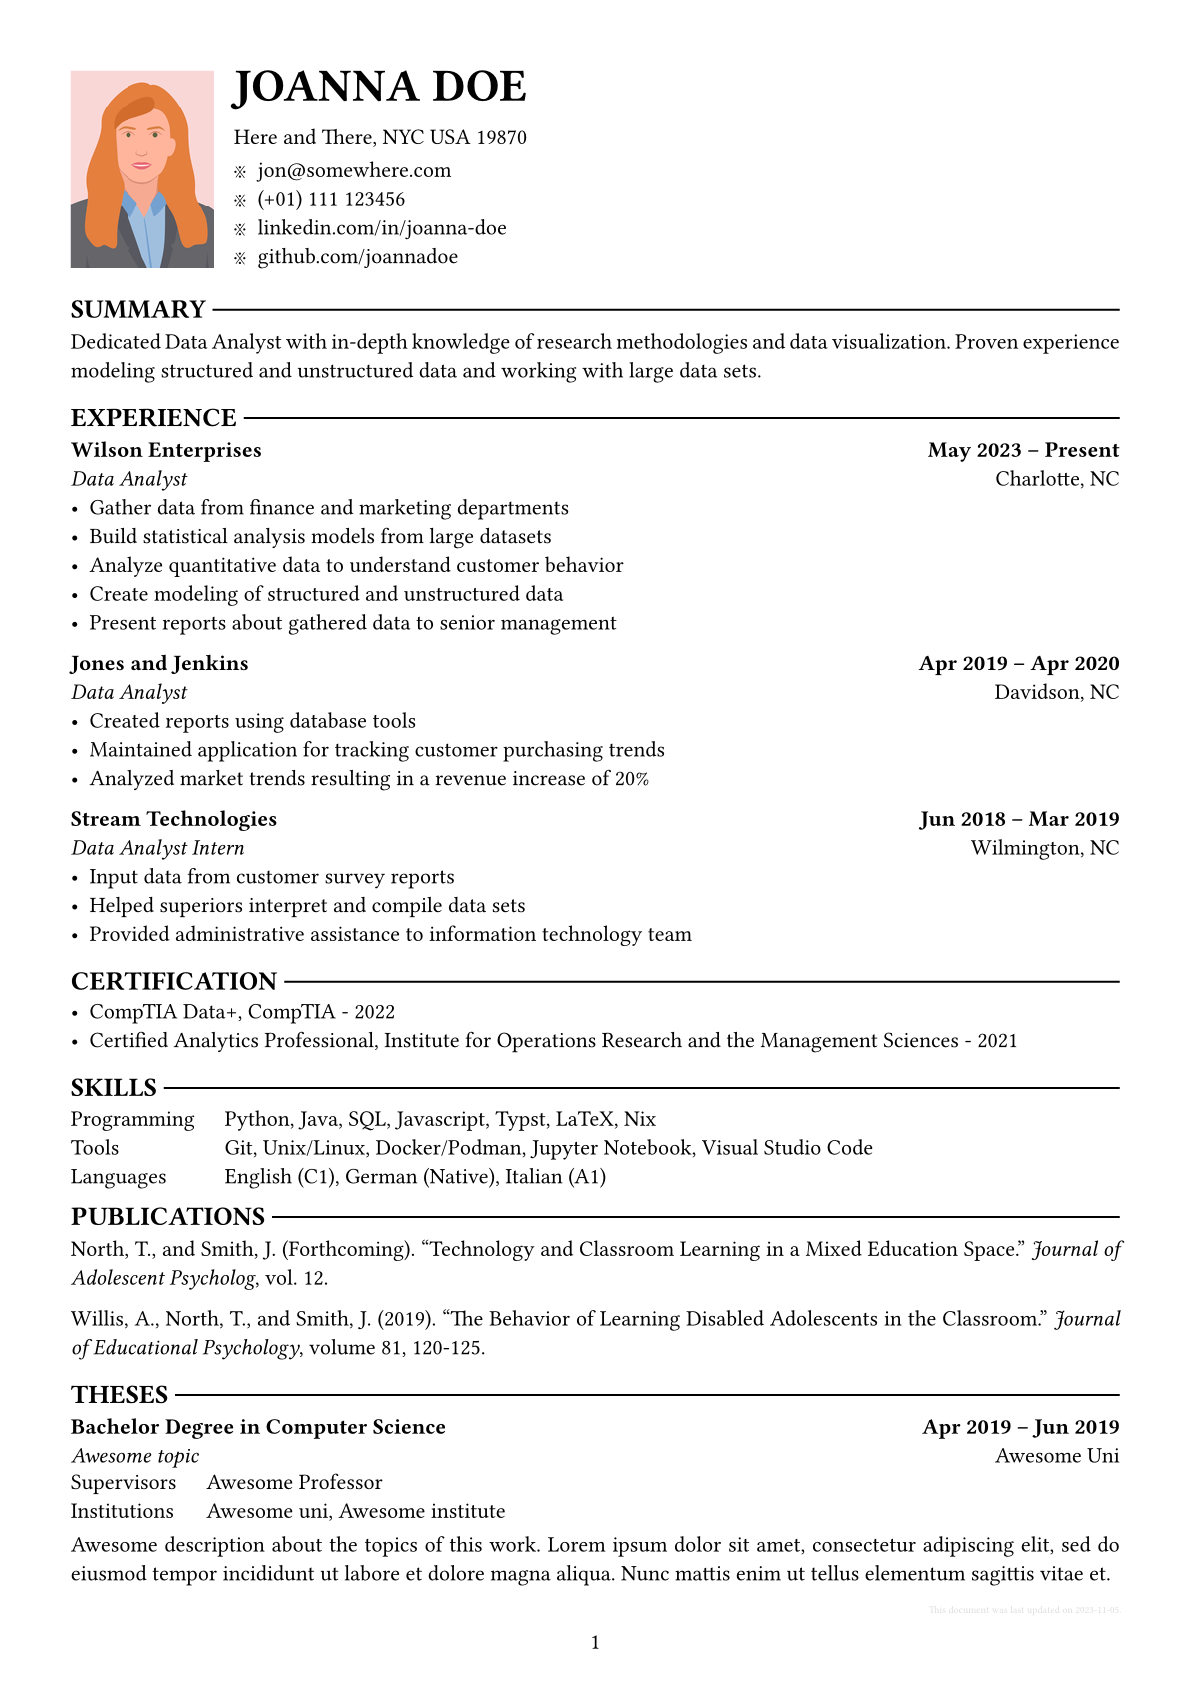 JOANNA DOE
Here and There, NYC USA 19870
※ jon@somewhere.com
※ (+01) 111 123456
※ linkedin.com/in/joanna-doe
※ github.com/joannadoe
SUMMARY
Dedicated Data Analyst with in-depth knowledge of research methodologies and data visualization. Proven experience
modeling structured and unstructured data and working with large data sets.
EXPERIENCE
Wilson Enterprises May 2023 – Present
Data Analyst Charlotte, NC
• Gather data from finance and marketing departments
• Build statistical analysis models from large datasets
• Analyze quantitative data to understand customer behavior
• Create modeling of structured and unstructured data
• Present reports about gathered data to senior management
Jones and Jenkins Apr 2019 – Apr 2020
Data Analyst Davidson, NC
• Created reports using database tools
• Maintained application for tracking customer purchasing trends
• Analyzed market trends resulting in a revenue increase of 20%
Stream Technologies Jun 2018 – Mar 2019
Data Analyst Intern Wilmington, NC
• Input data from customer survey reports
• Helped superiors interpret and compile data sets
• Provided administrative assistance to information technology team
CERTIFICATION
• CompTIA Data+, CompTIA - 2022
• Certified Analytics Professional, Institute for Operations Research and the Management Sciences - 2021
SKILLS
Programming Python, Java, SQL, Javascript, Typst, LaTeX, Nix
Tools Git, Unix/Linux, Docker/Podman, Jupyter Notebook, Visual Studio Code
Languages English (C1), German (Native), Italian (A1)
PUBLICATIONS
North, T., and Smith, J. (Forthcoming). “Technology and Classroom Learning in a Mixed Education Space.” Journal of
Adolescent Psycholog, vol. 12.
Willis, A., North, T., and Smith, J. (2019). “The Behavior of Learning Disabled Adolescents in the Classroom.” Journal
of Educational Psychology, volume 81, 120-125.
THESES
Bachelor Degree in Computer Science Apr 2019 – Jun 2019
Awesome topic Awesome Uni
Supervisors Awesome Professor
Institutions Awesome uni, Awesome institute
Awesome description about the topics of this work. Lorem ipsum dolor sit amet, consectetur adipiscing elit, sed do
eiusmod tempor incididunt ut labore et dolore magna aliqua. Nunc mattis enim ut tellus elementum sagittis vitae et.
This document was last updated on 2023-11-05.
1